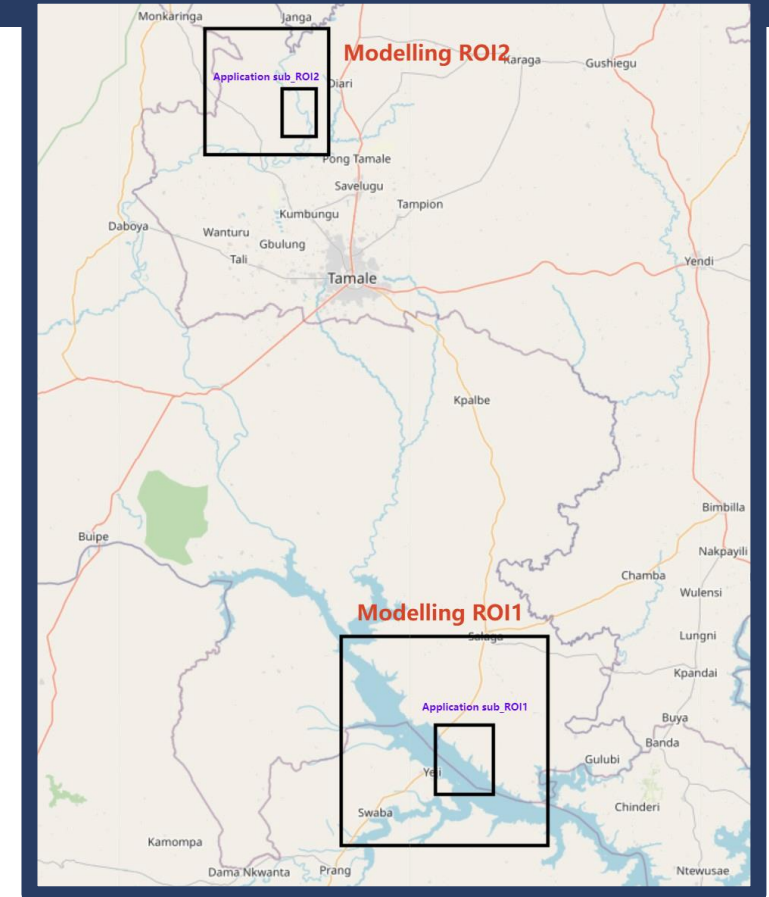 Monkaringa
Janga
Modelling ROI2
Karaga
Gushiegu
Application sub_ROI2
Diari
Pong Tamale
Savelugu
Tampion
Kumbungu
Daboya
Wanturu
Gbulung
Tali
Yendi
Tamale
Kpalbe
Bimbilla
Buipe
Nakpayili
Chamba
Wulensi
Modelling ROI1
Salaga
Lungni
Kpandai
Application sub_ROI1
Buya
Banda
Gulubi
Yeji
Chinderi
Swaba
Kamompa
Dama Nkwanta
Prang
Ntewusae